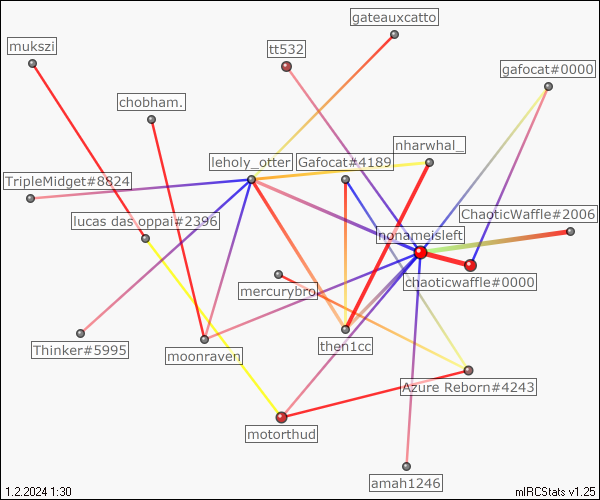 gateauxcatto
mukszi
tt532
gafocat#0000
chobham.
nharwhal_
leholy_otter
Gafocat#4189
TripleMidget#8824
ChaoticWaffle#2006
lucas das oppai#2396
nonameisleft
chaoticwaffle#0000
mercurybro
Thinker#5995
moonraven
then1cc
Azure Reborn#4243
motorthud
amah1246
1.2.2024 1:30
mIRCStats v1.25